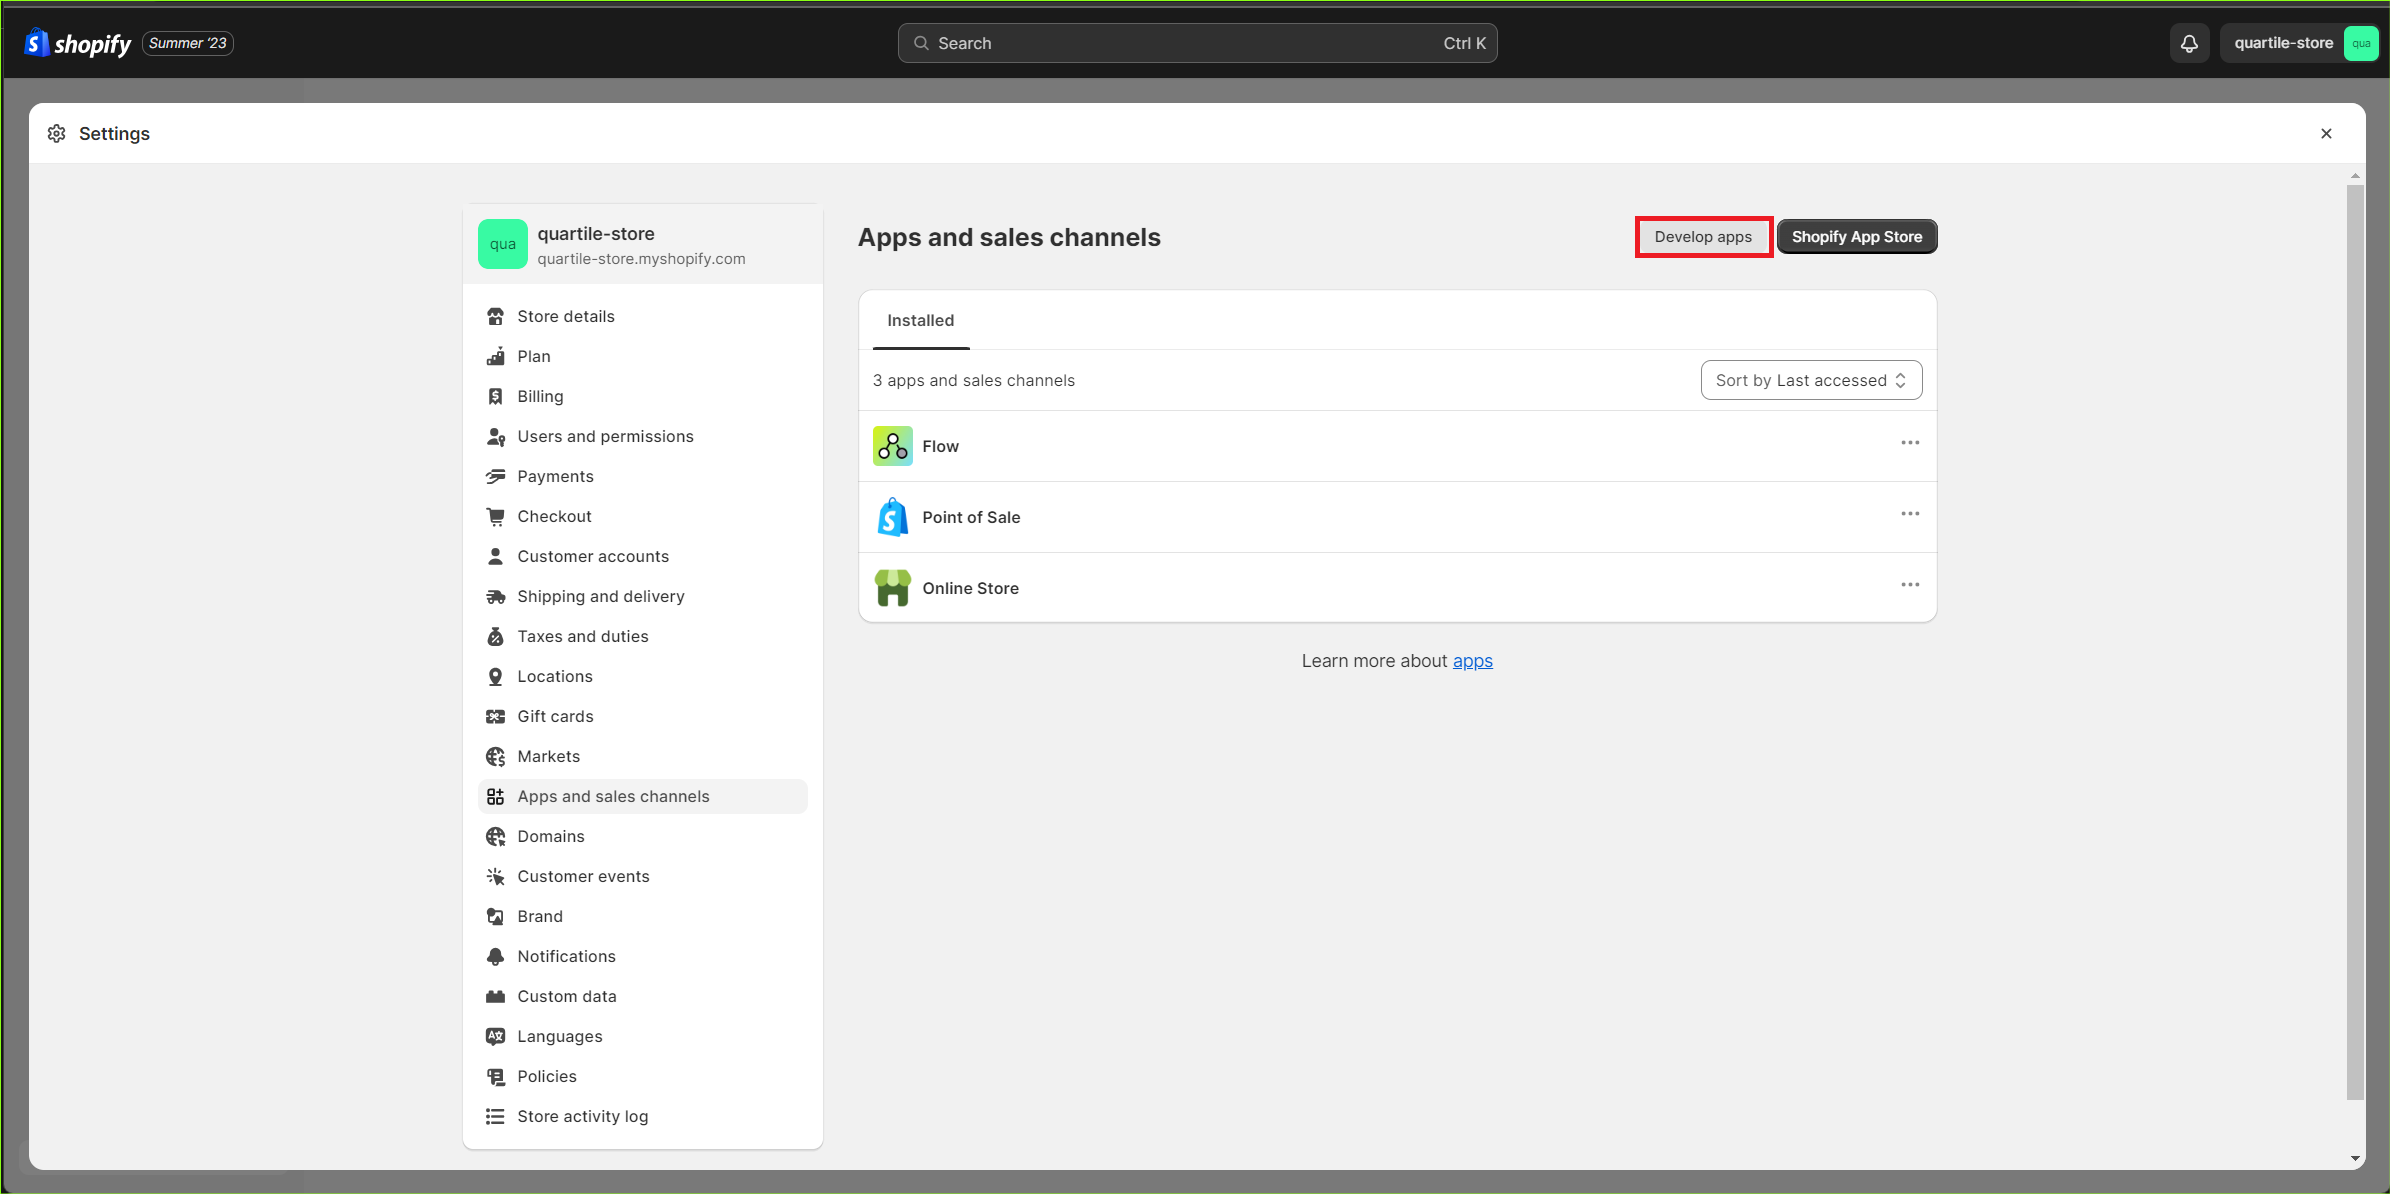 shopify Summer '23
Search Ctrl K
quartile-store qua
Settings
qua
quartile-store
quartile-store.myshopify.com
Store details
Plan
Billing
Users and permissions
Payments
Checkout
Customer accounts
Shipping and delivery
Taxes and duties
Locations
Gift cards
Markets
Apps and sales channels
Domains
Customer events
Brand
Notifications
Custom data
Languages
Policies
Store activity log
Apps and sales channels
Develop apps
Shopify App Store
Installed
3 apps and sales channels
Sort by Last accessed
Flow
Point of Sale
Online Store
Learn more about apps